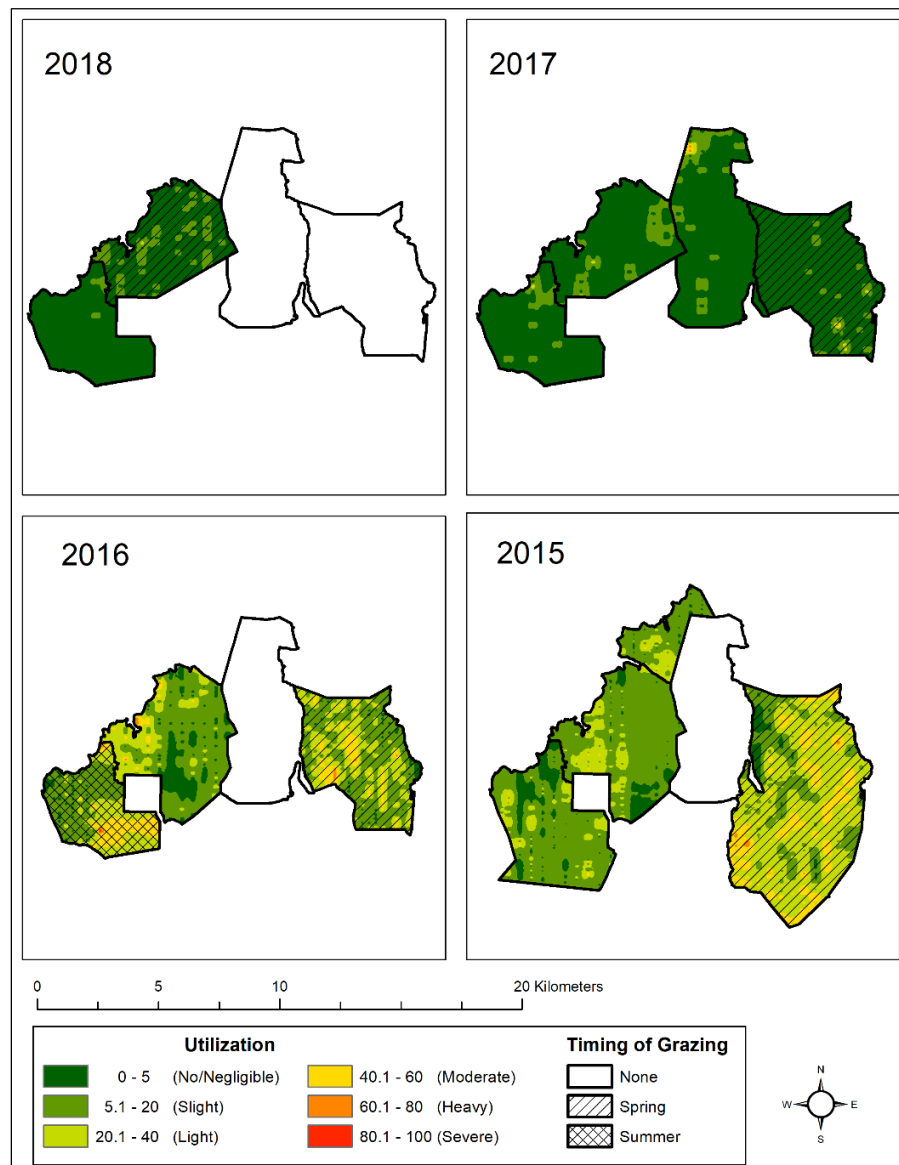 2018
2017
2016
2015
0 5 10 20 Kilometers
Utilization
0 - 5 (No/Negligible)
5.1 - 20 (Slight)
20.1 - 40 (Light)
40.1 - 60 (Moderate)
60.1 - 80 (Heavy)
80.1 - 100 (Severe)
Timing of Grazing
None
Spring
Summer
N
W E
S